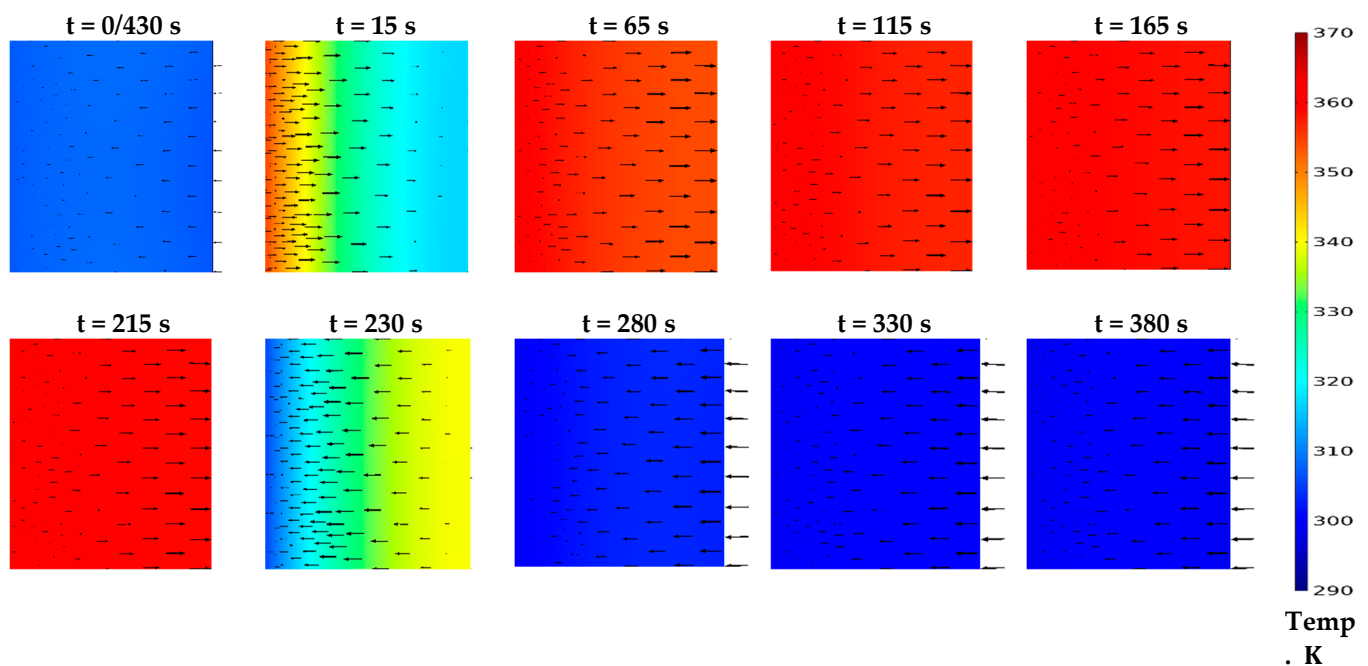 t = 0/430 s
t = 15 s
t = 65 s
t = 115 s
t = 165 s
t = 215 s
t = 230 s
t = 280 s
t = 330 s
t = 380 s
370
360
350
340
330
320
310
300
290
Temp
. K